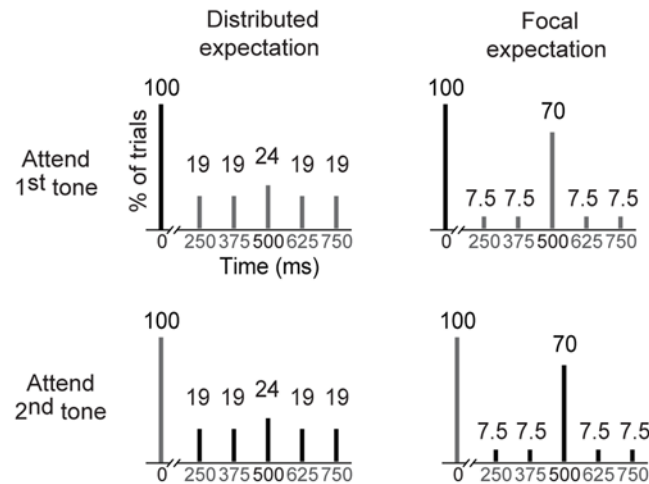 Distributed
expectation
Focal
expectation
Attend
1st tone
% of trials
100
19 19 24 19 19
0 250 375 500 625 750
Time (ms)
100
7.5 7.5 70 7.5 7.5
0 250 375 500 625 750
Attend
2nd tone
100
19 19 24 19 19
0 250 375 500 625 750
100
7.5 7.5 70 7.5 7.5
0 250 375 500 625 750